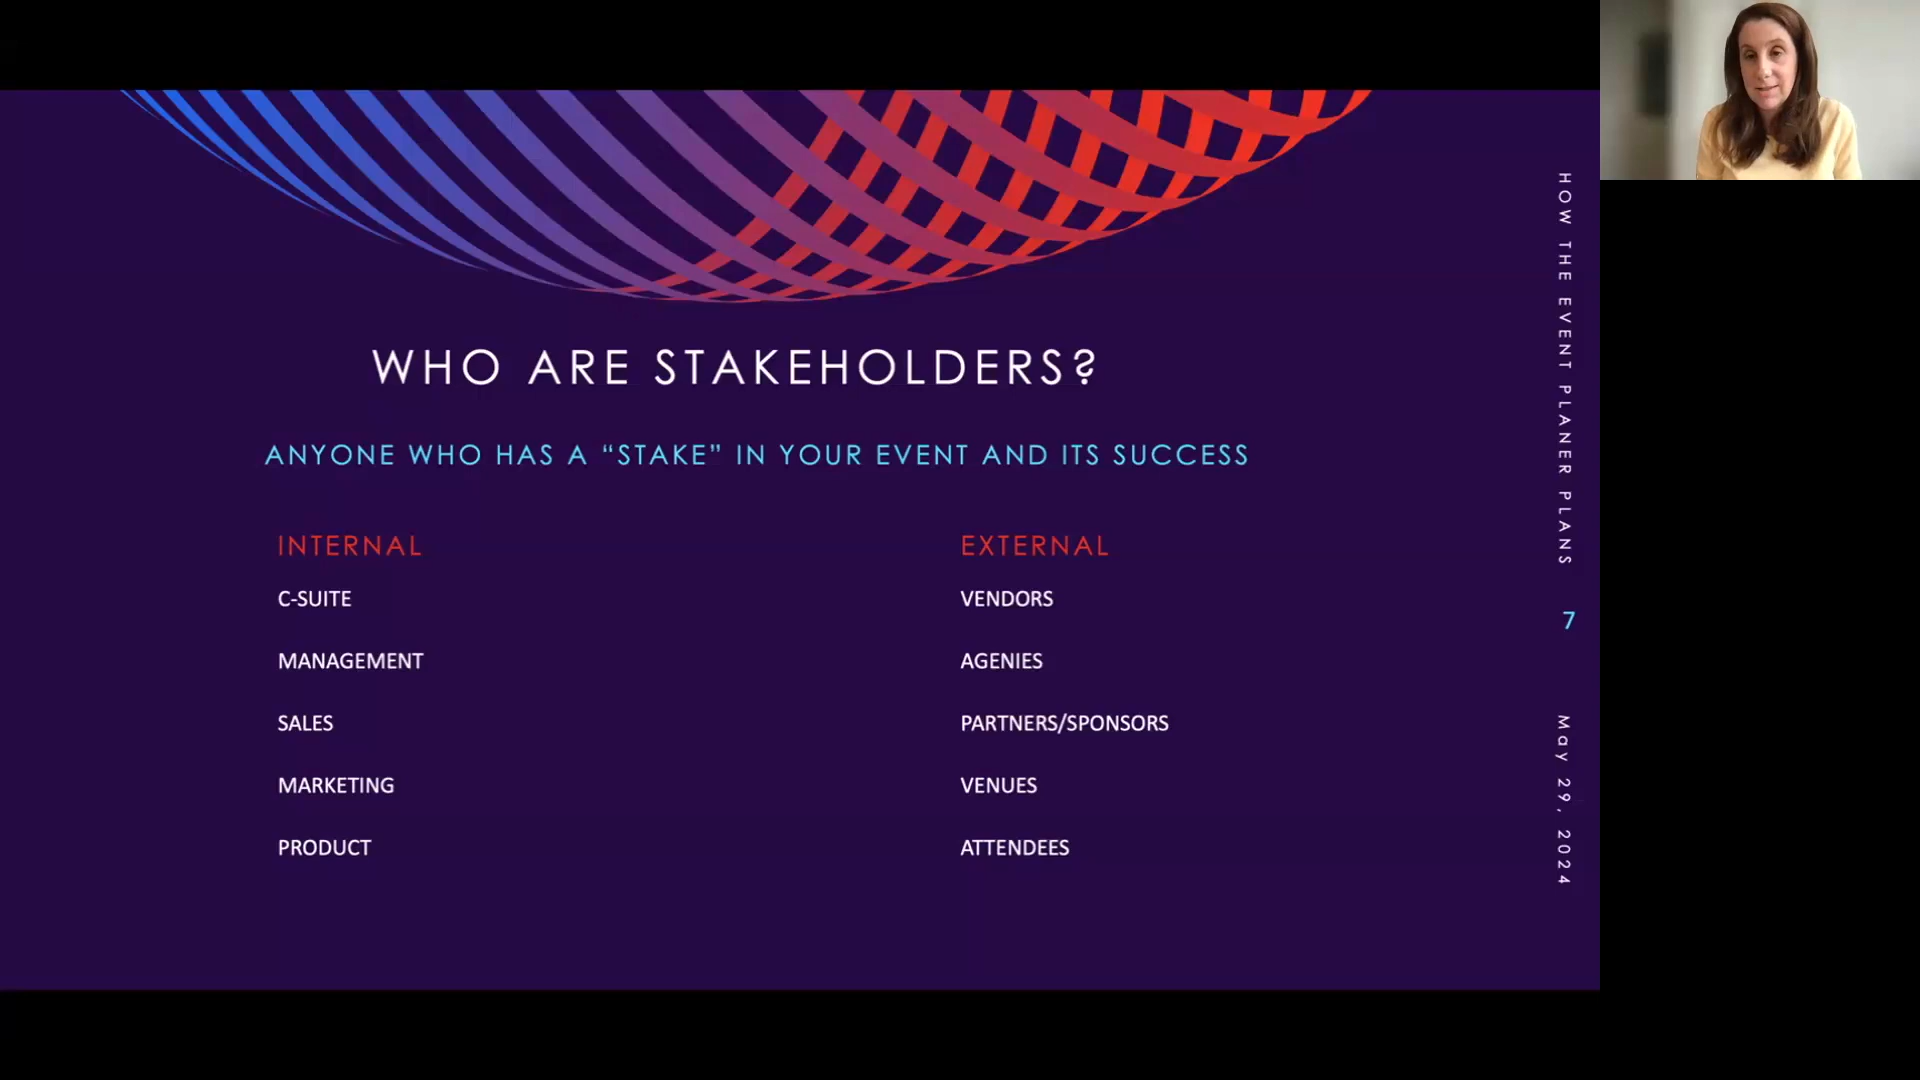 WHO ARE STAKEHOLDERS?
ANYONE WHO HAS A “STAKE” IN YOUR EVENT AND ITS SUCCESS
INTERNAL
C-SUITE
MANAGEMENT
SALES
MARKETING
PRODUCT
EXTERNAL
VENDORS
AGENIES
PARTNERS/SPONSORS
VENUES
ATTENDEES
HOW THE EVENT PLANER PLANS
7
May 29, 2024